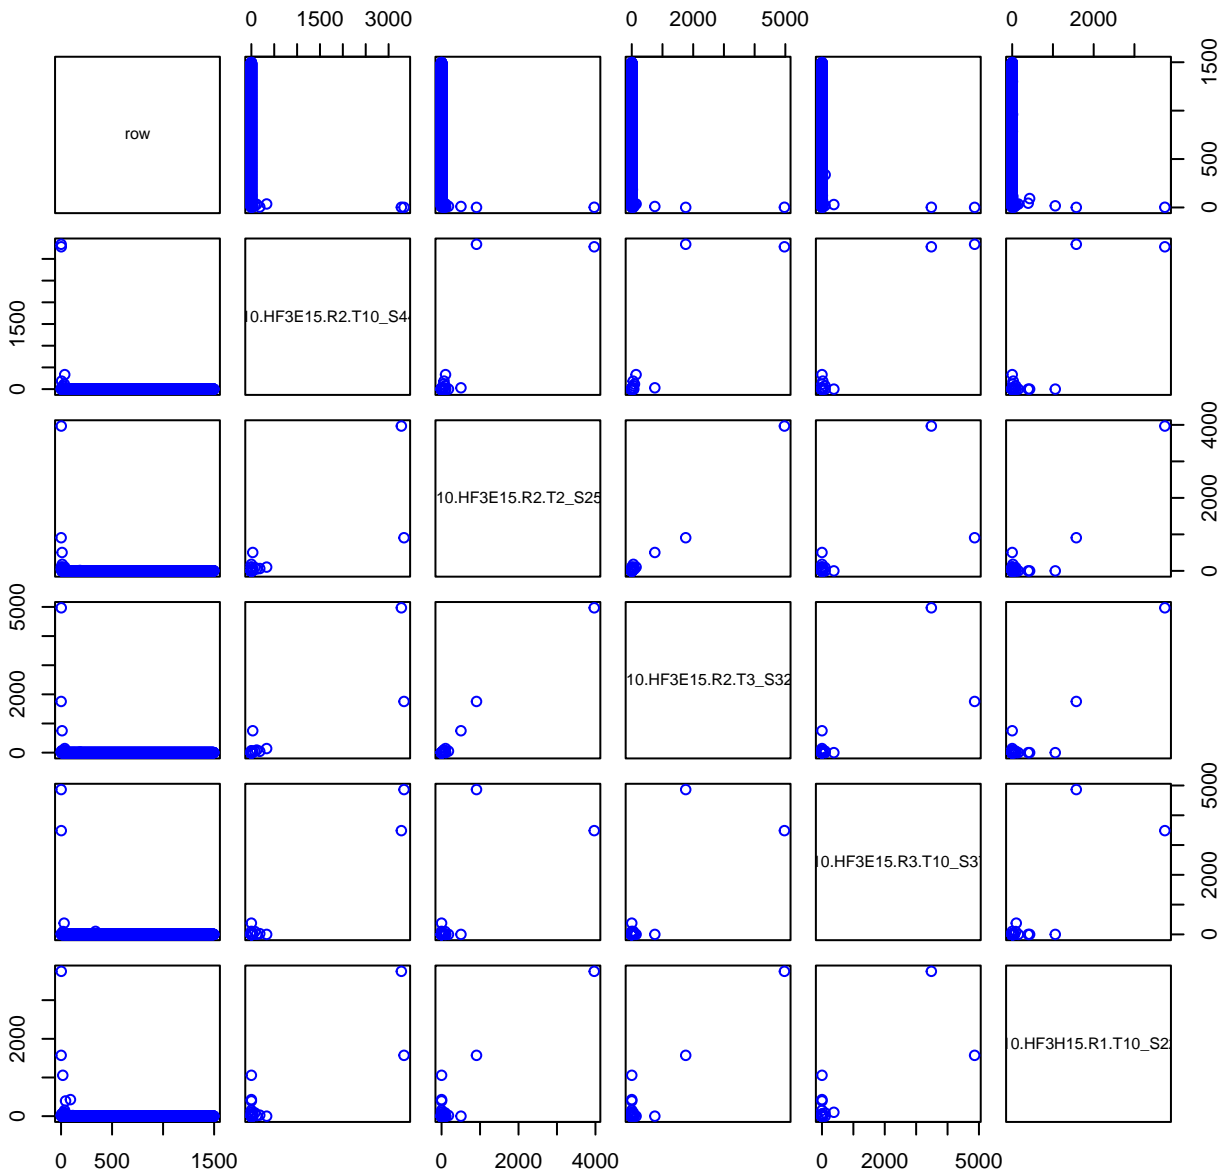 0 1500 3000 0 2000 5000 0 2000
row
0 500 1500
0 1500
10.HF3E15.R2.T10_S4
10.HF3E15.R2.T2_S25
0 2000 4000
0 2000 5000
10.HF3E15.R2.T3_S32
10.HF3E15.R3.T10_S3
0 2000 5000
0 2000
10.HF3H15.R1.T10_S2
0 500 1500 0 2000 4000 0 2000 5000